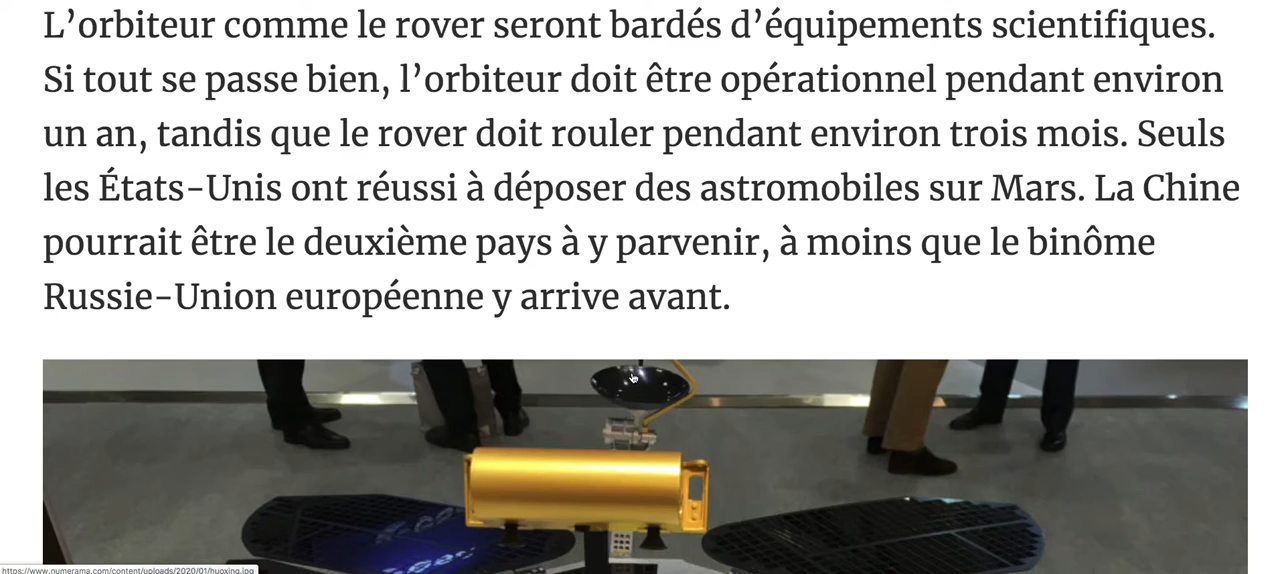 L’orbiteur comme le rover seront bardés d’équipements scientifiques.
Si tout se passe bien, l’orbiteur doit être opérationnel pendant environ
un an, tandis que le rover doit rouler pendant environ trois mois. Seuls
les États-Unis ont réussi à déposer des astromobiles sur Mars. La Chine
pourrait être le deuxième pays à y parvenir, à moins que le binôme
Russie-Union européenne y arrive avant.
https://www.numerama.com/content/uploads/2020/01/huoxing.jpg